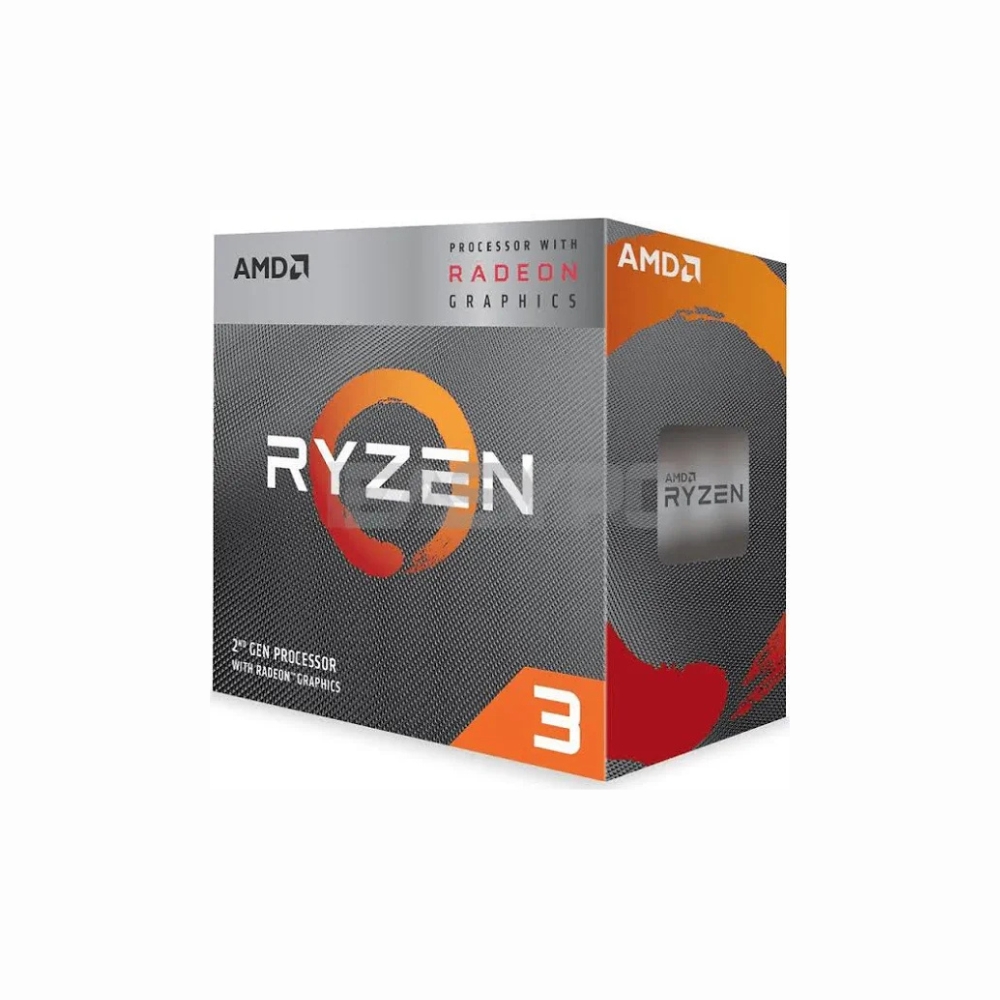 AMD
PROCESSOR WITH
RADEON
GRAPHICS
RYZEN
2ND GEN PROCESSOR
WITH RADEON™ GRAPHICS
3
AMD
AMD
RYZEN